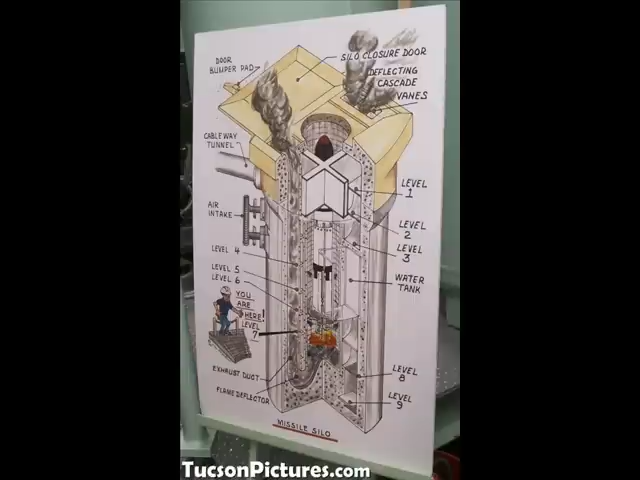 DOOR
BUMPER PAD
SILO CLOSURE DOOR
DEFLECTING
CASCADE
VANES
CABLEWAY
TUNNEL
LEVEL
1
AIR
INTAKE
LEVEL
2
LEVEL
3
LEVEL 4
LEVEL 5
LEVEL 6
WATER
TANK
YOU
ARE
HERE!
LEVEL
7
EXHAUST DUCT
FLAME DEFLECTOR
LEVEL
8
LEVEL
9
MISSILE SILO
TucsonPictures.com